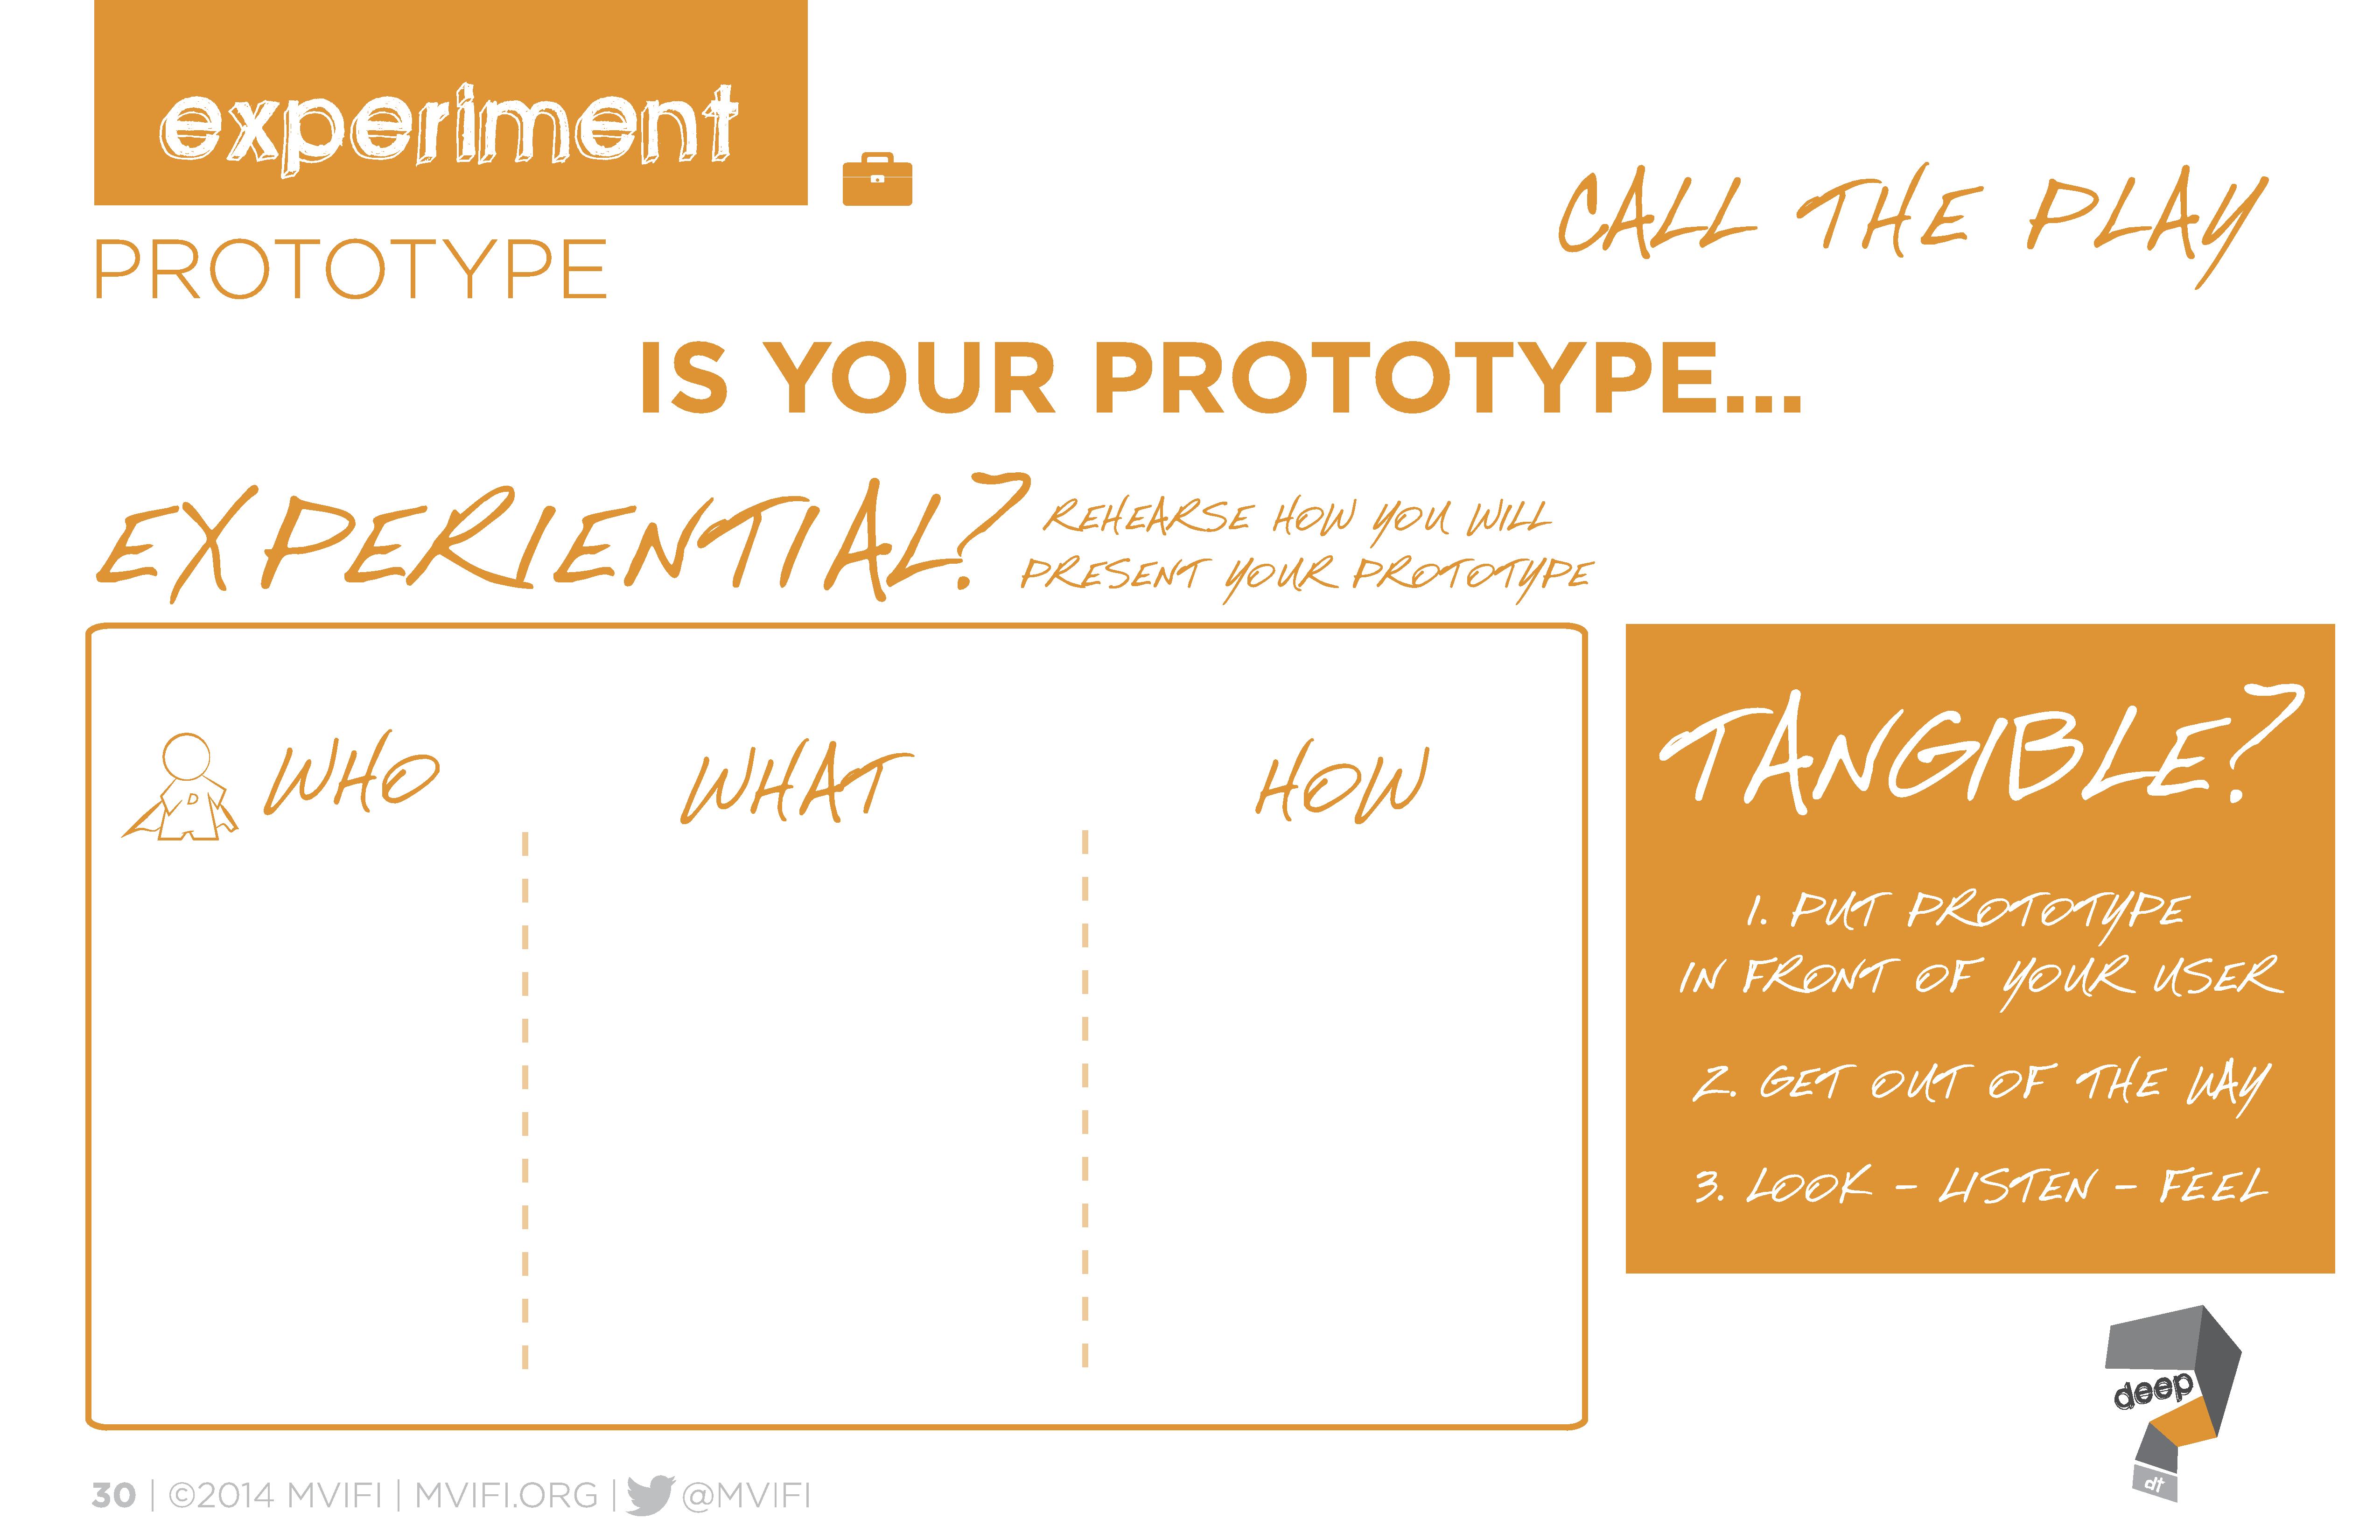 experiment
CALL THE PLAY
PROTOTYPE
IS YOUR PROTOTYPE...
EXPERIENTIAL?
REHEARSE HOW YOU WILL
PRESENT YOUR PROTOTYPE
D
WHO
WHAT
HOW
TANGIBLE?
1. PUT PROTOTYPE
IN FRONT OF YOUR USER
2. GET OUT OF THE WAY
3. LOOK - LISTEN - FEEL
deep
dt
30 | ©2014 MVIFI | MVIFI.ORG | @MVIFI